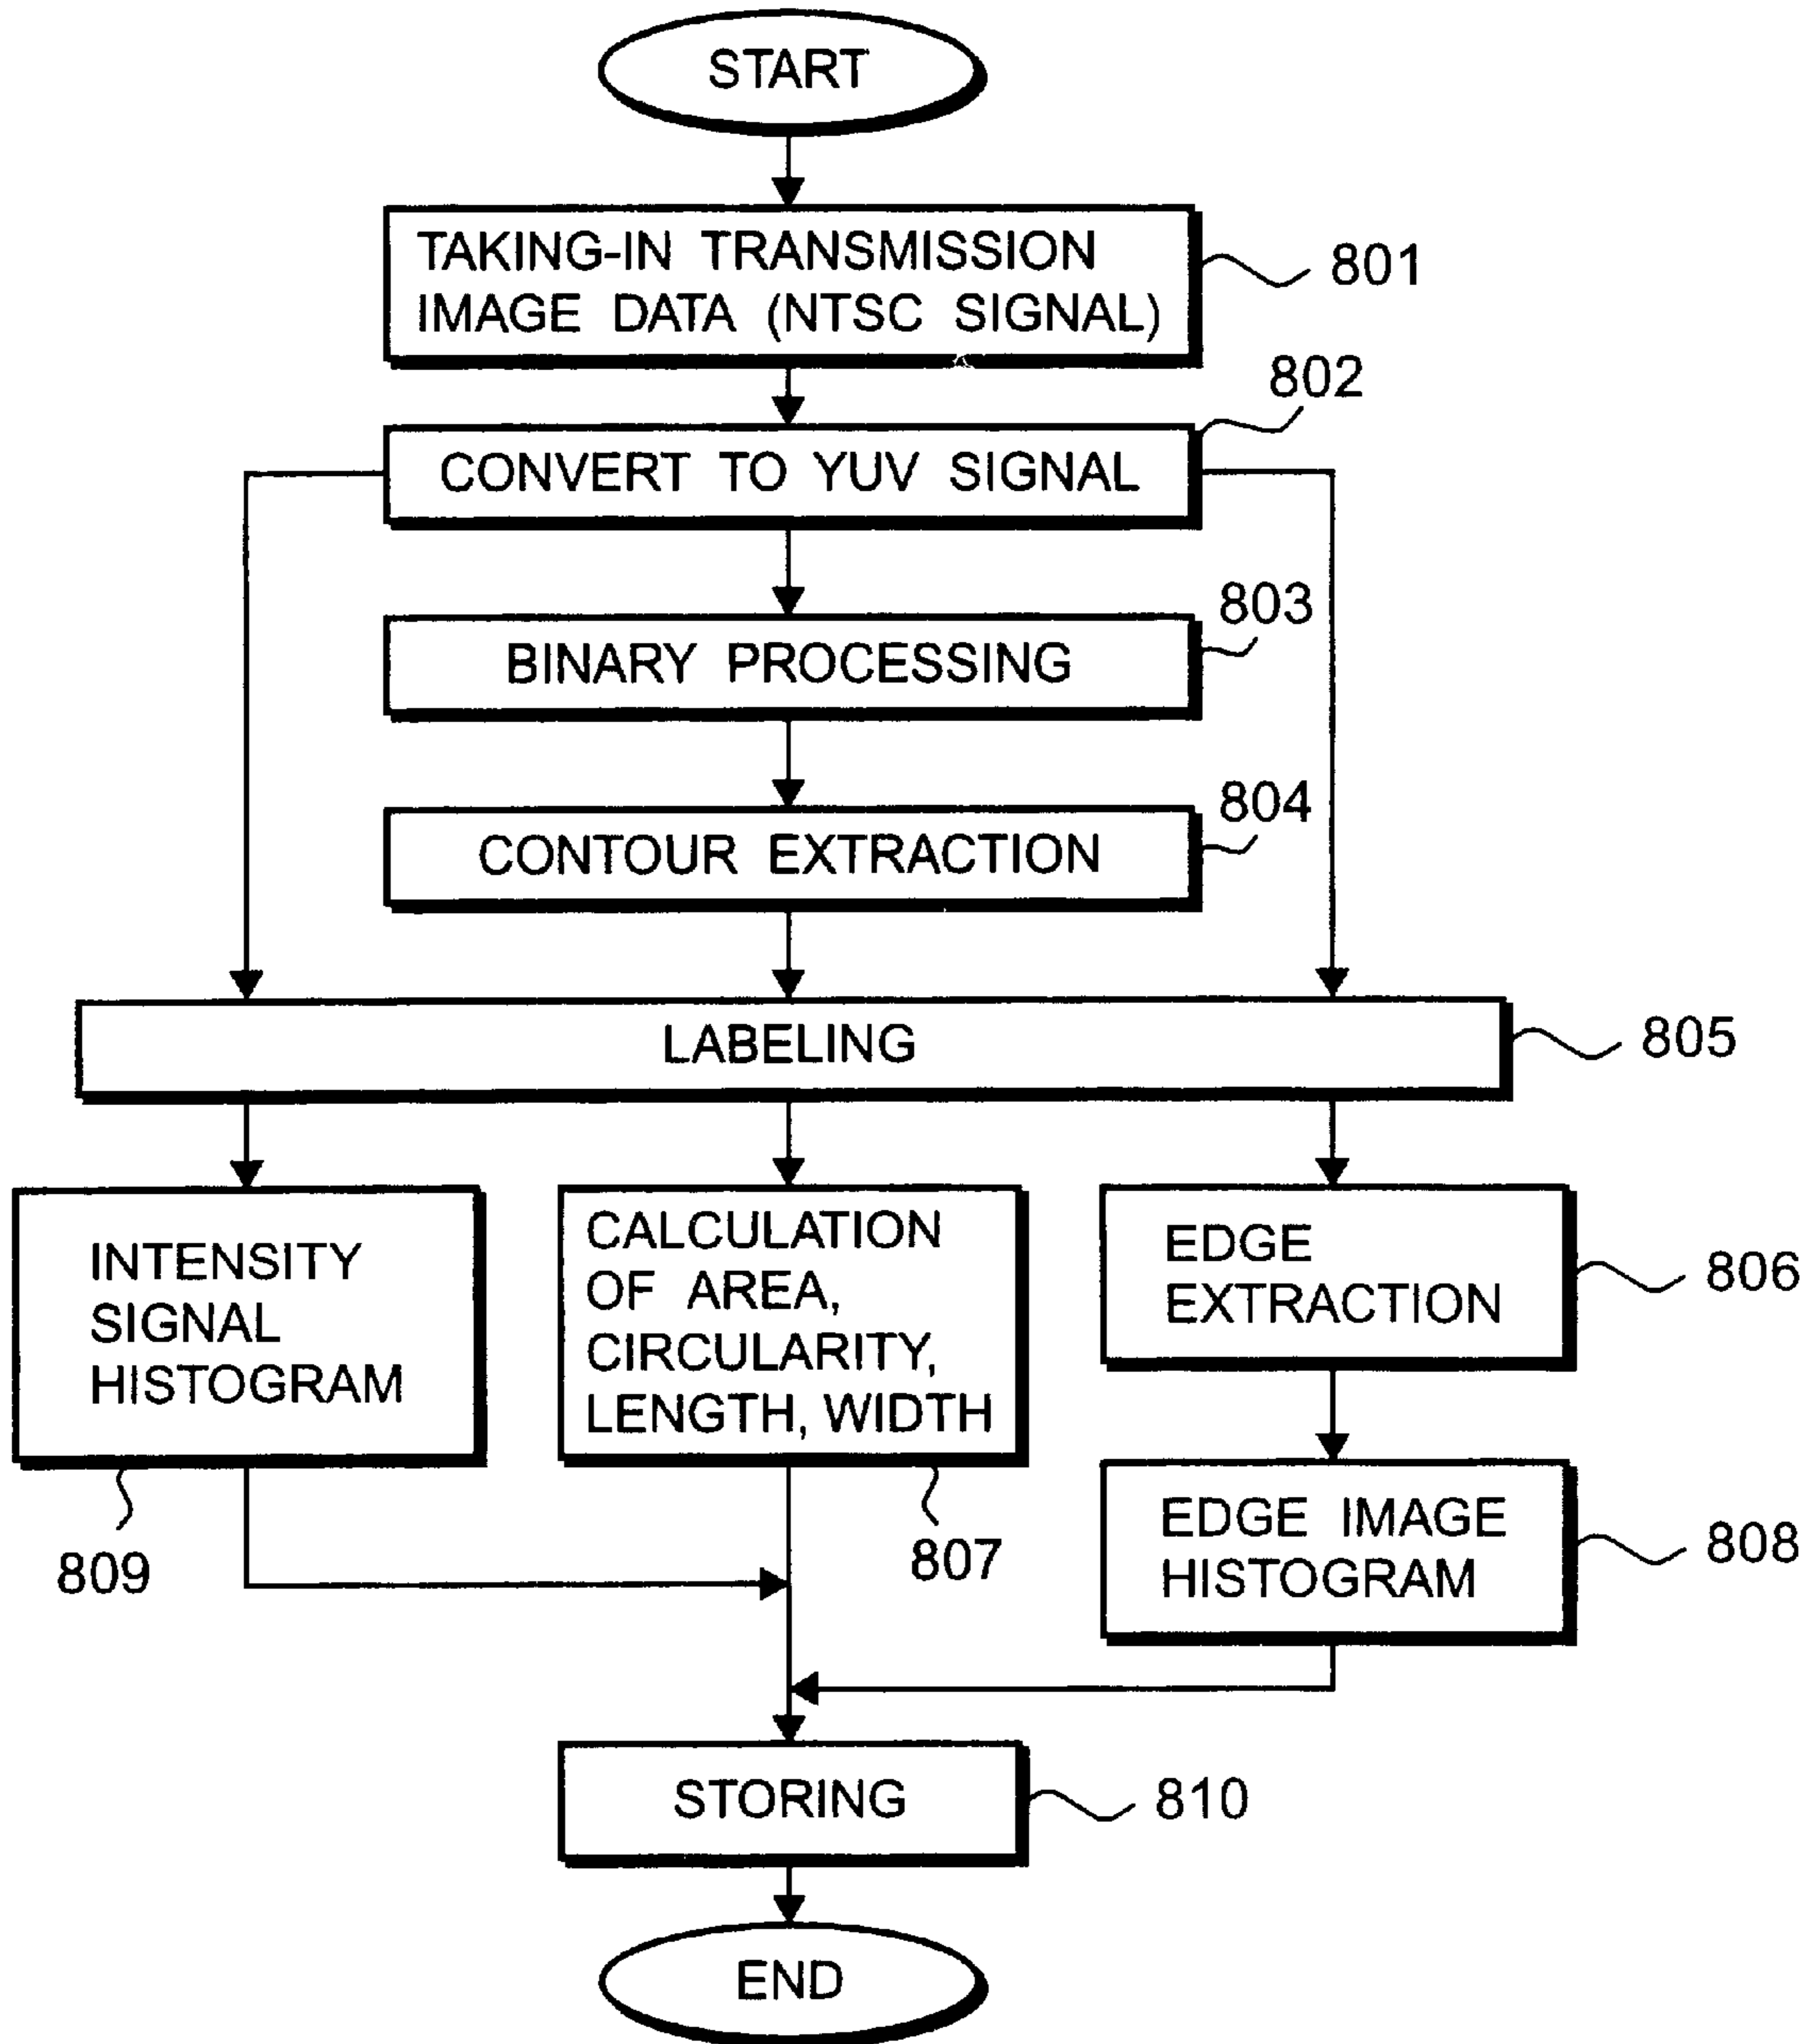 START
TAKING-IN TRANSMISSION
IMAGE DATA (NTSC SIGNAL)
801
802
CONVERT TO YUV SIGNAL
803
BINARY PROCESSING
804
CONTOUR EXTRACTION
LABELING
805
INTENSITY
SIGNAL
HISTOGRAM
809
CALCULATION
OF AREA,
CIRCULARITY,
LENGTH, WIDTH
807
EDGE
EXTRACTION
806
EDGE IMAGE
HISTOGRAM
808
STORING
810
END